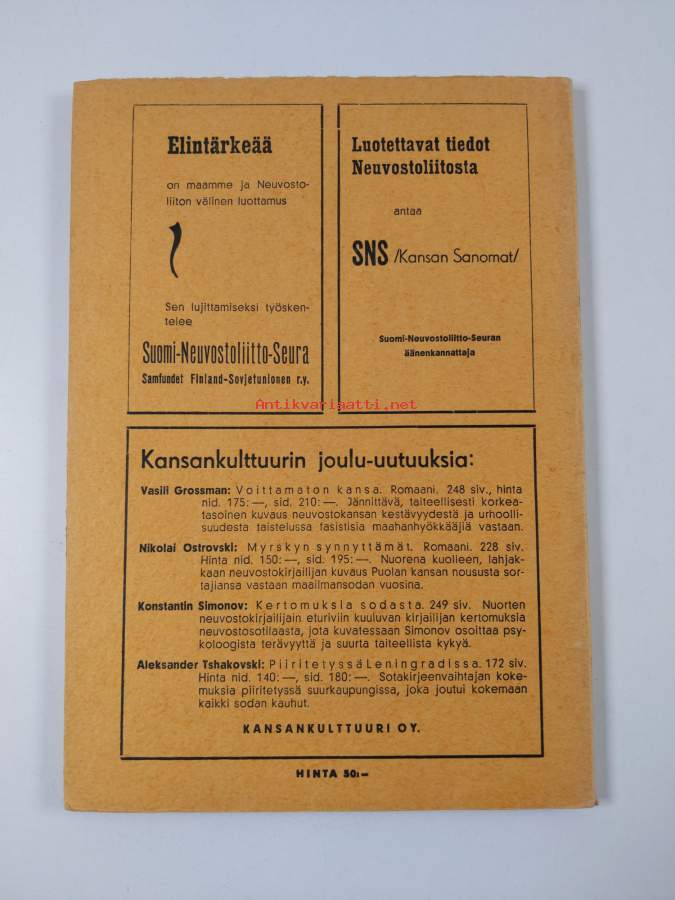 Elintärkeää
on maamme ja Neuvosto-
liiton välinen luottamus
Sen lujittamiseksi työsken-
telee
Suomi-Neuvostoliitto-Seura
Samfundet Finland-Sovjetunionen r.y.
Luotettavat tiedot
Neuvostoliitosta
antaa
SNS /Kansan Sanomat/
Suomi-Neuvostoliitto-Seuran
äänenkannattaja
Antikvariaatti.net
Kansankulttuurin joulu-uutuuksia:
Vasili Grossman: Voittamaton kansa. Romaani. 248 siv., hinta
nid. 175:—, sid. 210:—. Jännittävä, taiteellisesti korkea-
tasoinen kuvaus neuvostokansan kestävyydestä ja urhoolli-
suudesta taistelussa fasistisia maahanhyökkääjiä vastaan.
Nikolai Ostrovski: Myrskyn synnyttämät. Romaani. 228 siv.
Hinta nid. 150:—, sid. 195:—. Nuorena kuolleen, lahjak-
kaan neuvostokirjailijan kuvaus Puolan kansan noususta sor-
tajiansa vastaan maailmansodan vuosina.
Konstantin Simonov: Kertomuksia sodasta. 249 siv. Nuorten
neuvostokirjailijain eturiviin kuuluvan kirjailijan kertomuksia
neuvostosotilaasta, jota kuvatessaan Simonov osoittaa psy-
koloogista terävyyttä ja suurta taiteellista kykyä.
Aleksander Tshakovski: Piiritetyssä Leningradissa. 172 siv.
Hinta nid. 140:—, sid. 180:—. Sotakirjeenvaihtajan koke-
muksia piiritetyssä suurkaupungissa, joka joutui kokemaan
kaikki sodan kauhut.
KANSANKULTTUURI OY.
HINTA 50:—